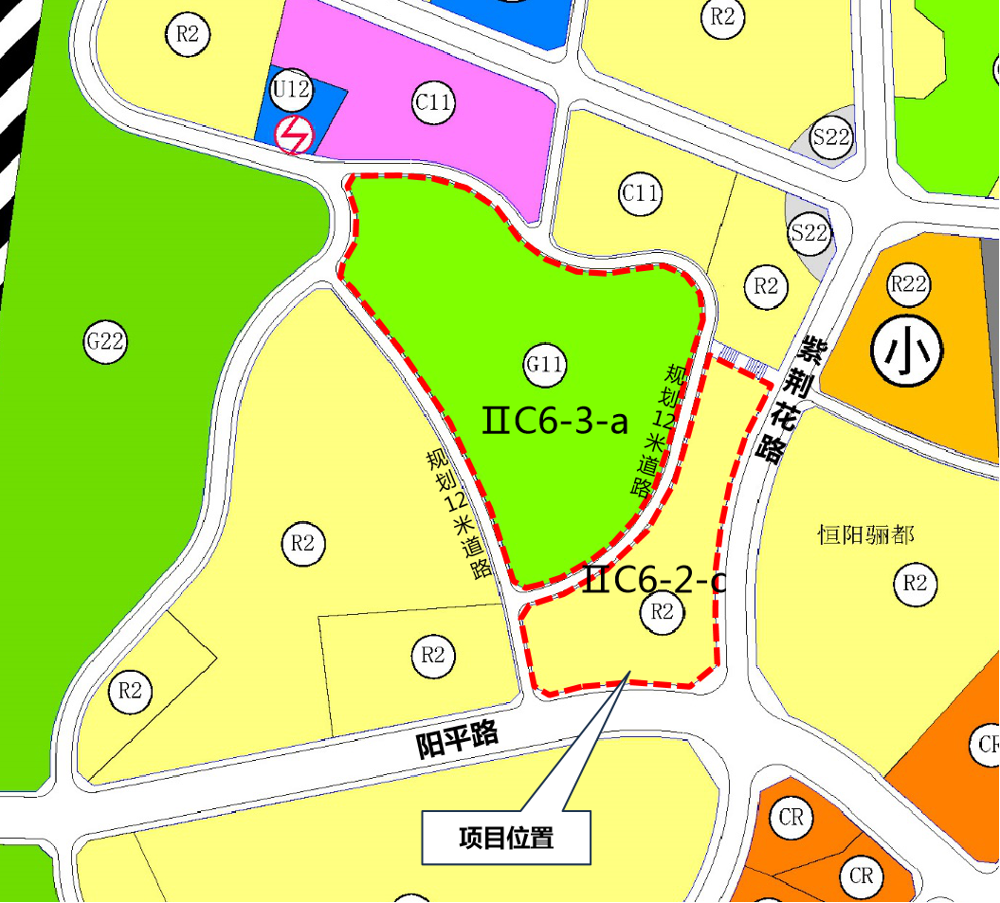 R2
R2
U12
C11
S22
C11
S22
R2
R22
小
G22
G11
ⅡC6-3-a
规划12米道路
紫荆花路
规划12米道路
恒阳骊都
R2
R2
ⅡC6-2-c
R2
R2
R2
阳平路
CR
CR
项目位置
CR